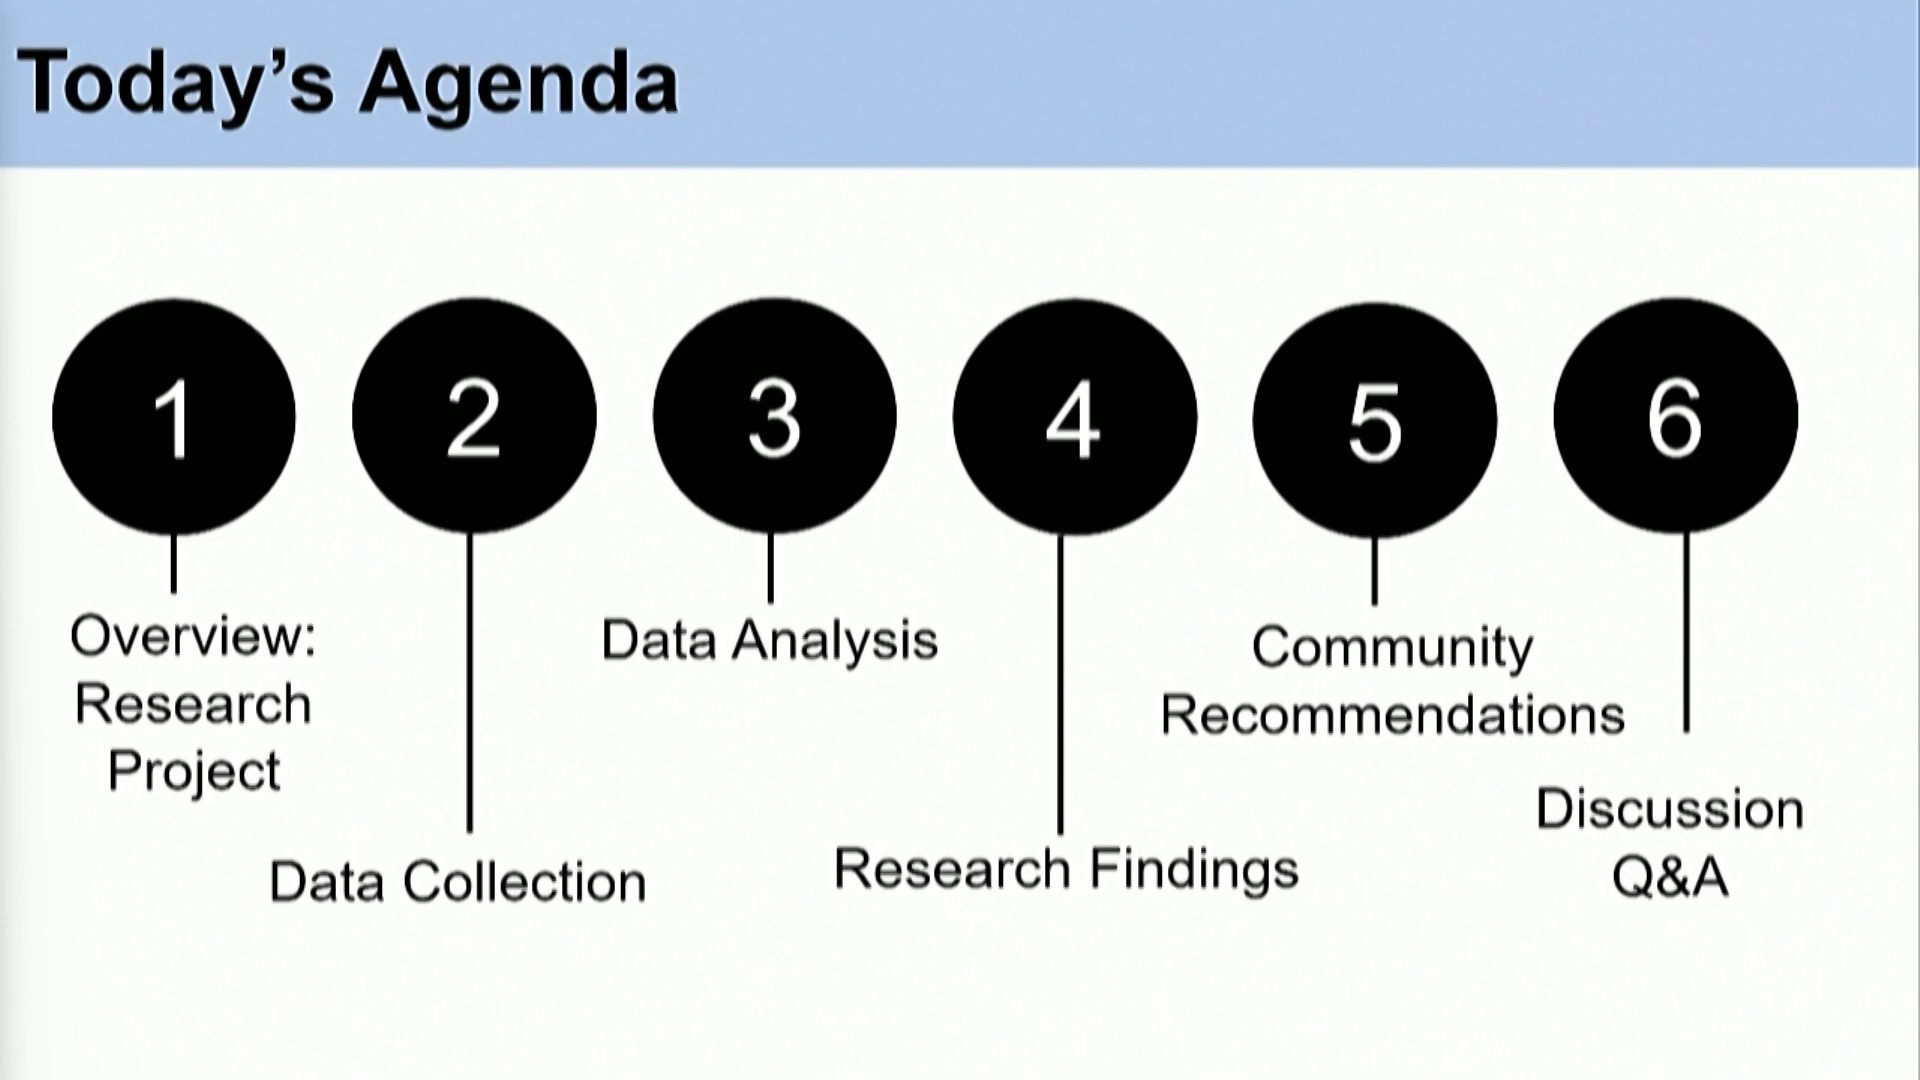 Today’s Agenda
1
Overview:
Research
Project
2
Data Collection
3
Data Analysis
4
Research Findings
5
Community
Recommendations
6
Discussion
Q&A